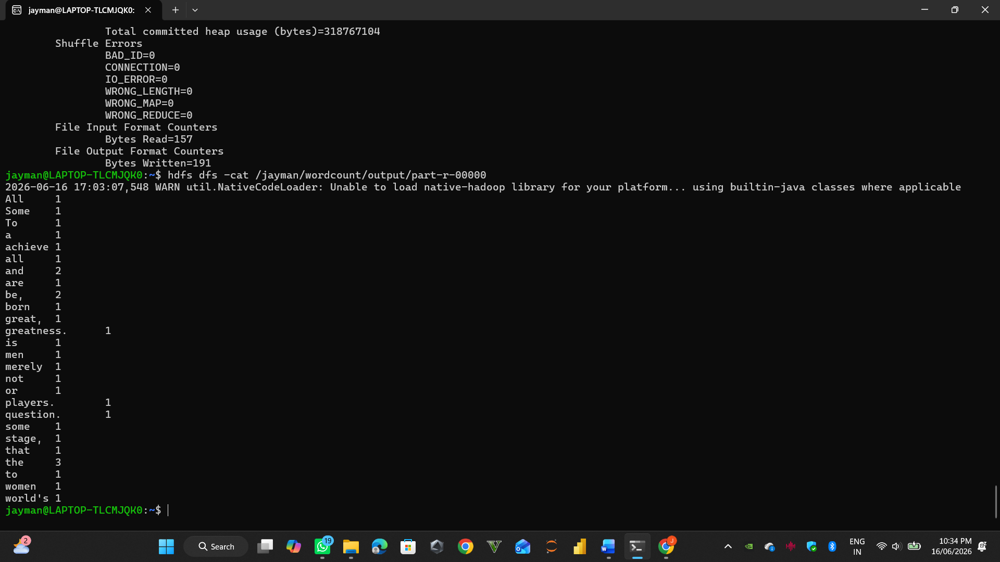 jayman@LAPTOP-TLCMJQK0:
                Total committed heap usage (bytes)=318767104
        Shuffle Errors
                BAD_ID=0
                CONNECTION=0
                IO_ERROR=0
                WRONG_LENGTH=0
                WRONG_MAP=0
                WRONG_REDUCE=0
        File Input Format Counters
                Bytes Read=157
        File Output Format Counters
                Bytes Written=191
jayman@LAPTOP-TLCMJQK0:~$ hdfs dfs -cat /jayman/wordcount/output/part-r-00000
2026-06-16 17:03:07,548 WARN util.NativeCodeLoader: Unable to load native-hadoop library for your platform... using builtin-java classes where applicable
All     1
Some    1
To      1
a       1
achieve 1
all     1
and     2
are     1
be,     2
born    1
great,  1
greatness.      1
is      1
men     1
merely  1
not     1
or      1
players.        1
question.       1
some    1
stage,  1
that    1
the     3
to      1
women   1
world's 1
jayman@LAPTOP-TLCMJQK0:~$
2
Search
19
J
ENG
IN
10:34 PM
16/06/2026